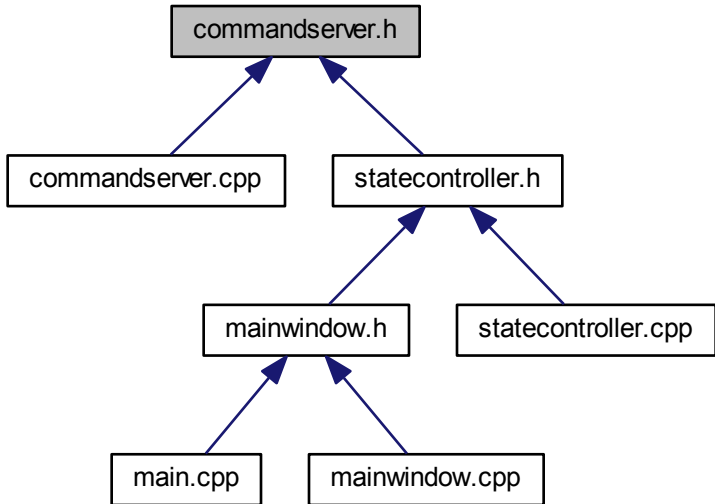 commandserver.h
commandserver.cpp
statecontroller.h
mainwindow.h
statecontroller.cpp
main.cpp
mainwindow.cpp